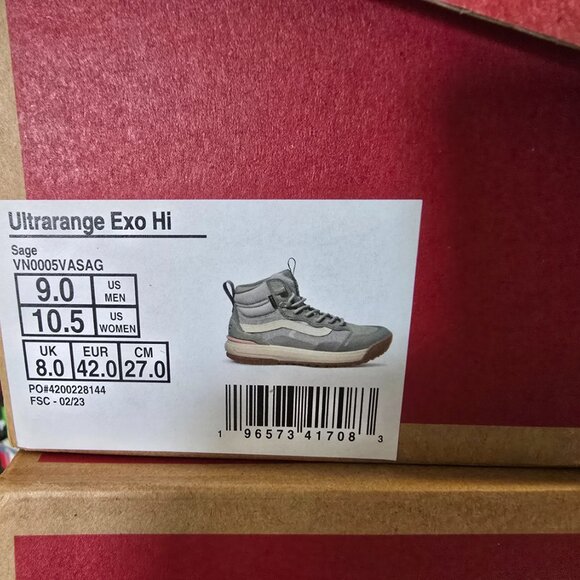 Ultrarange Exo Hi
Sage
VN0005VASAG
9.0 US MEN
10.5 US WOMEN
UK EUR CM
8.0 42.0 27.0
PO#4200228144
FSC - 02/23
1 96573 41708 3